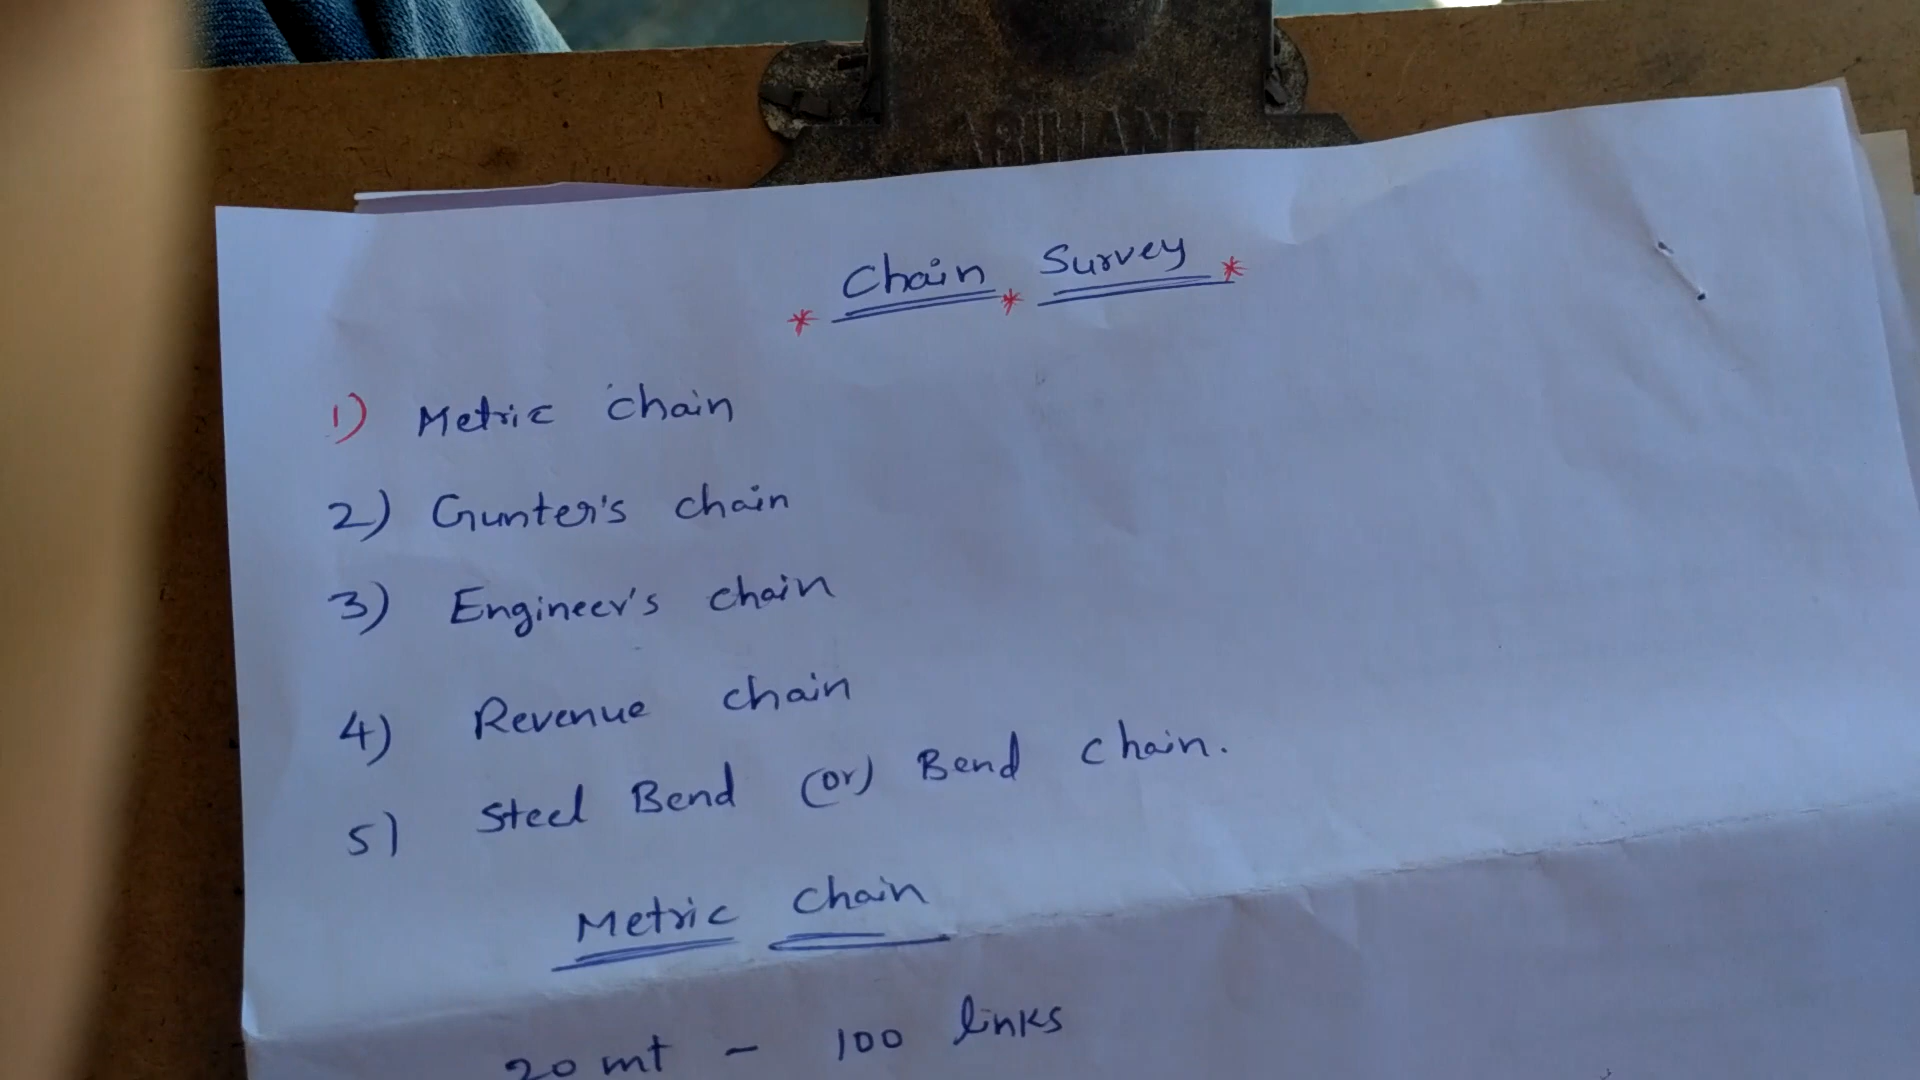 Chain Survey
1) Metric chain
2) Gunter's chain
3) Engineer's chain
4) Revenue chain
5) Steel Bend (or) Bend chain.
Metric chain
20 mt - 100 links